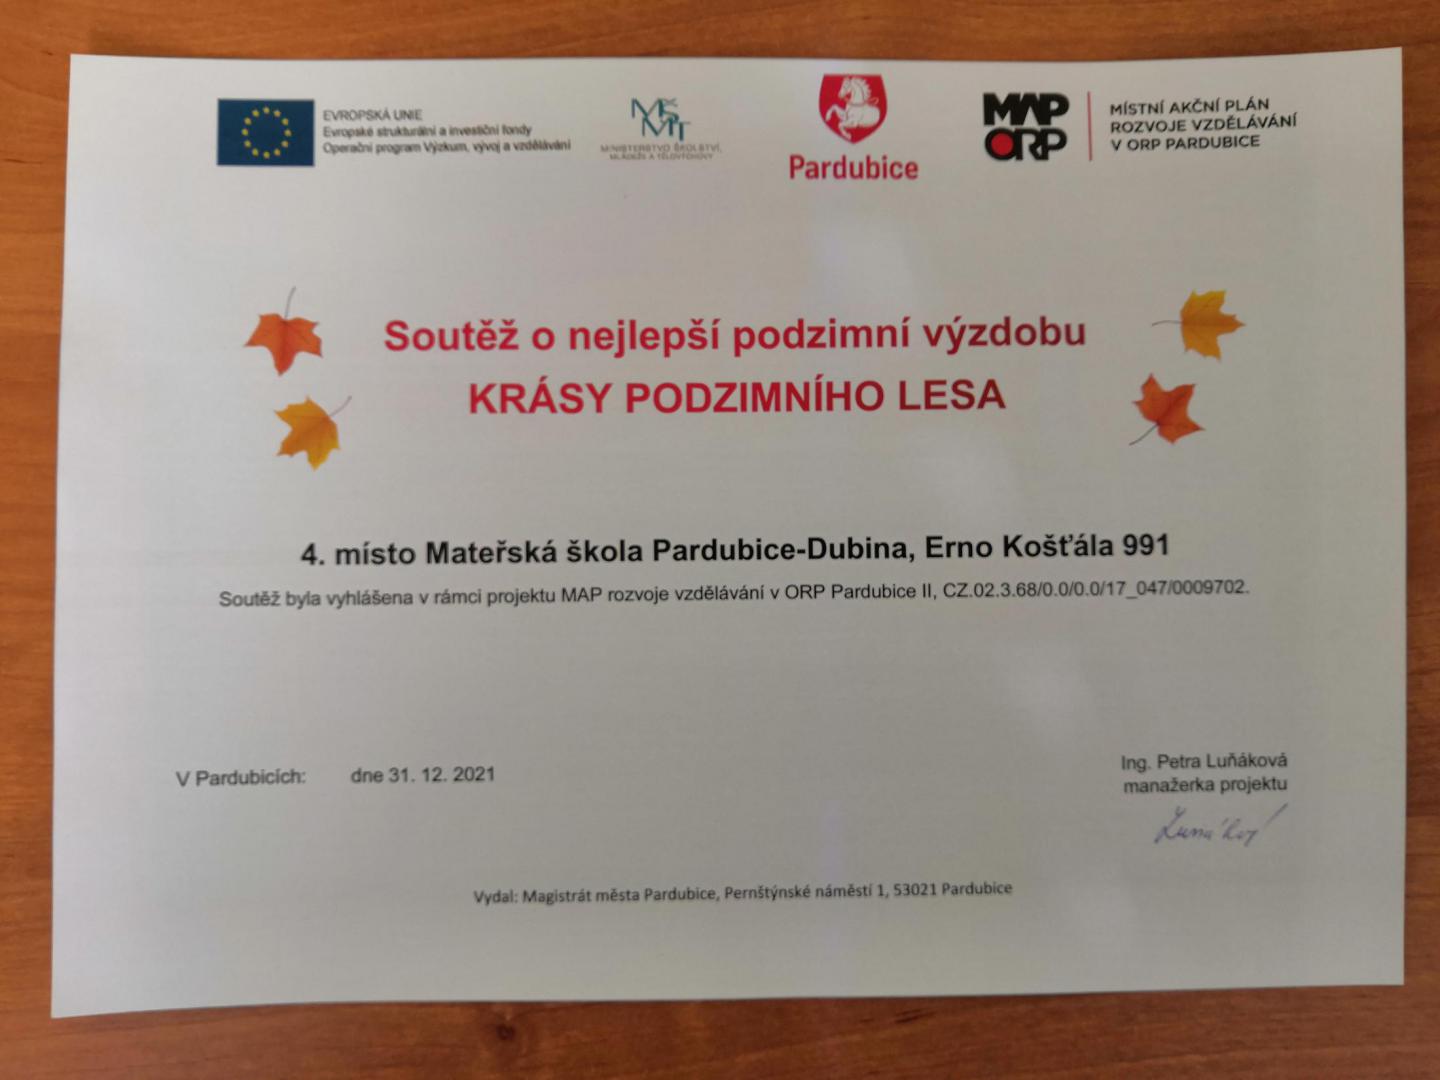 EVROPSKÁ UNIE
Evropské strukturální a investiční fondy
Operační program Výzkum, vývoj a vzdělávání
MŠMT
MINISTERSTVO ŠKOLSTVÍ,
MLÁDEŽE A TĚLOVÝCHOVY
Pardubice
MAP
ORP
MÍSTNÍ AKČNÍ PLÁN
ROZVOJE VZDĚLÁVÁNÍ
V ORP PARDUBICE
Soutěž o nejlepší podzimní výzdobu
KRÁSY PODZIMNÍHO LESA
4. místo Mateřská škola Pardubice-Dubina, Erno Košťála 991
Soutěž byla vyhlášena v rámci projektu MAP rozvoje vzdělávání v ORP Pardubice II, CZ.02.3.68/0.0/0.0/17_047/0009702.
V Pardubicích: dne 31. 12. 2021
Ing. Petra Luňáková
manažerka projektu
Luňáková
Vydal: Magistrát města Pardubice, Pernštýnské náměstí 1, 53021 Pardubice